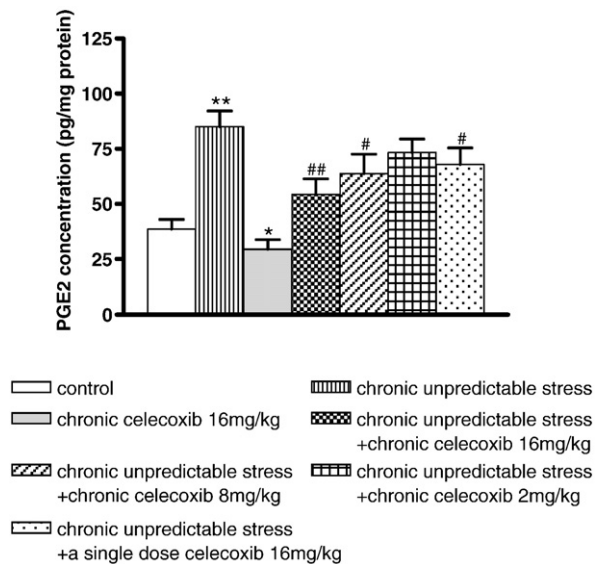 PGE2 concentration (pg/mg protein)
125
100
75
50
25
0
**
*
##
#
#
control
chronic unpredictable stress
chronic celecoxib 16mg/kg
chronic unpredictable stress
+chronic celecoxib 16mg/kg
chronic unpredictable stress
+chronic celecoxib 8mg/kg
chronic unpredictable stress
+chronic celecoxib 2mg/kg
chronic unpredictable stress
+a single dose celecoxib 16mg/kg